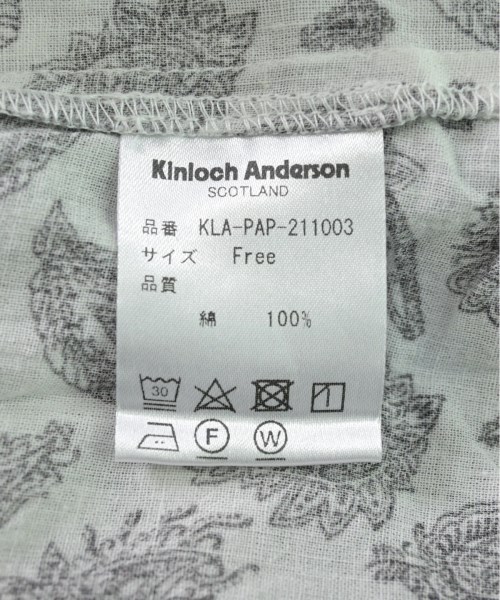 Kinloch Anderson
SCOTLAND
品番 KLA-PAP-211003
サイズ Free
品質
綿 100%
30
F W